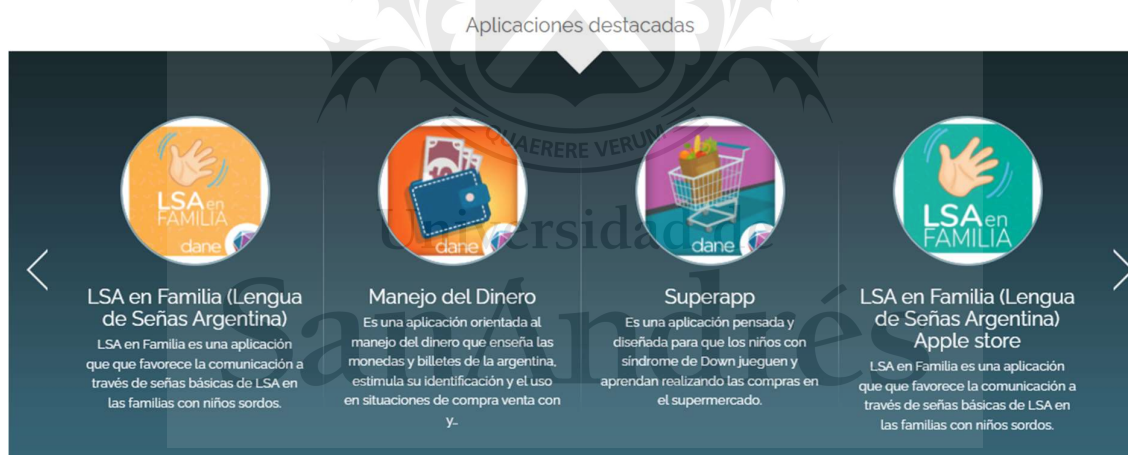 Aplicaciones destacadas
QUAERERE VERUM
Universidad de
SanAndrés
LSA en
FAMILIA
dane
LSA en Familia (Lengua
de Señas Argentina)
LSA en Familia es una aplicación
que que favorece la comunicación a
través de señas básicas de LSA en
las familias con niños sordos.
10
dane
Manejo del Dinero
Es una aplicación orientada al
manejo del dinero que enseña las
monedas y billetes de la argentina,
estimula su identificación y el uso
en situaciones de compra venta con
y...
dane
Superapp
Es una aplicación pensada y
diseñada para que los niños con
síndrome de Down jueguen y
aprendan realizando las compras en
el supermercado.
LSA en
FAMILIA
LSA en Familia (Lengua
de Señas Argentina)
Apple store
LSA en Familia es una aplicación
que que favorece la comunicación a
través de señas básicas de LSA en
las familias con niños sordos.